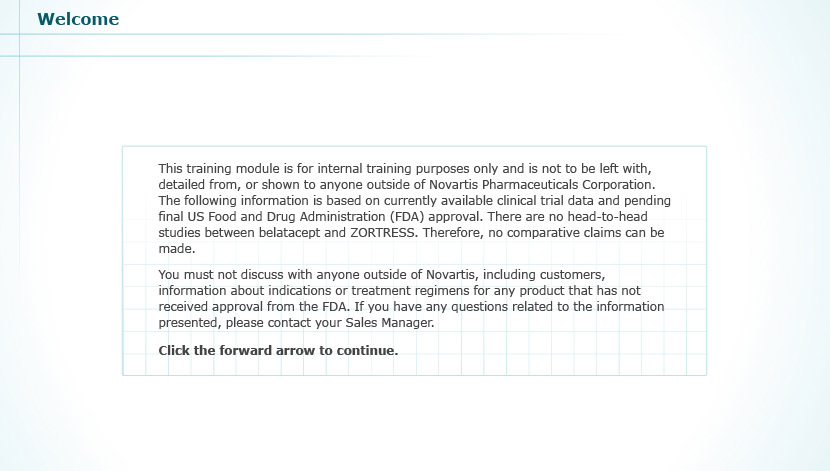 Welcome
This training module is for internal training purposes only and is not to be left with,
detailed from, or shown to anyone outside of Novartis Pharmaceuticals Corporation.
The following information is based on currently available clinical trial data and pending
final US Food and Drug Administration (FDA) approval. There are no head-to-head
studies between belatacept and ZORTRESS. Therefore, no comparative claims can be
made.
You must not discuss with anyone outside of Novartis, including customers,
information about indications or treatment regimens for any product that has not
received approval from the FDA. If you have any questions related to the information
presented, please contact your Sales Manager.
Click the forward arrow to continue.